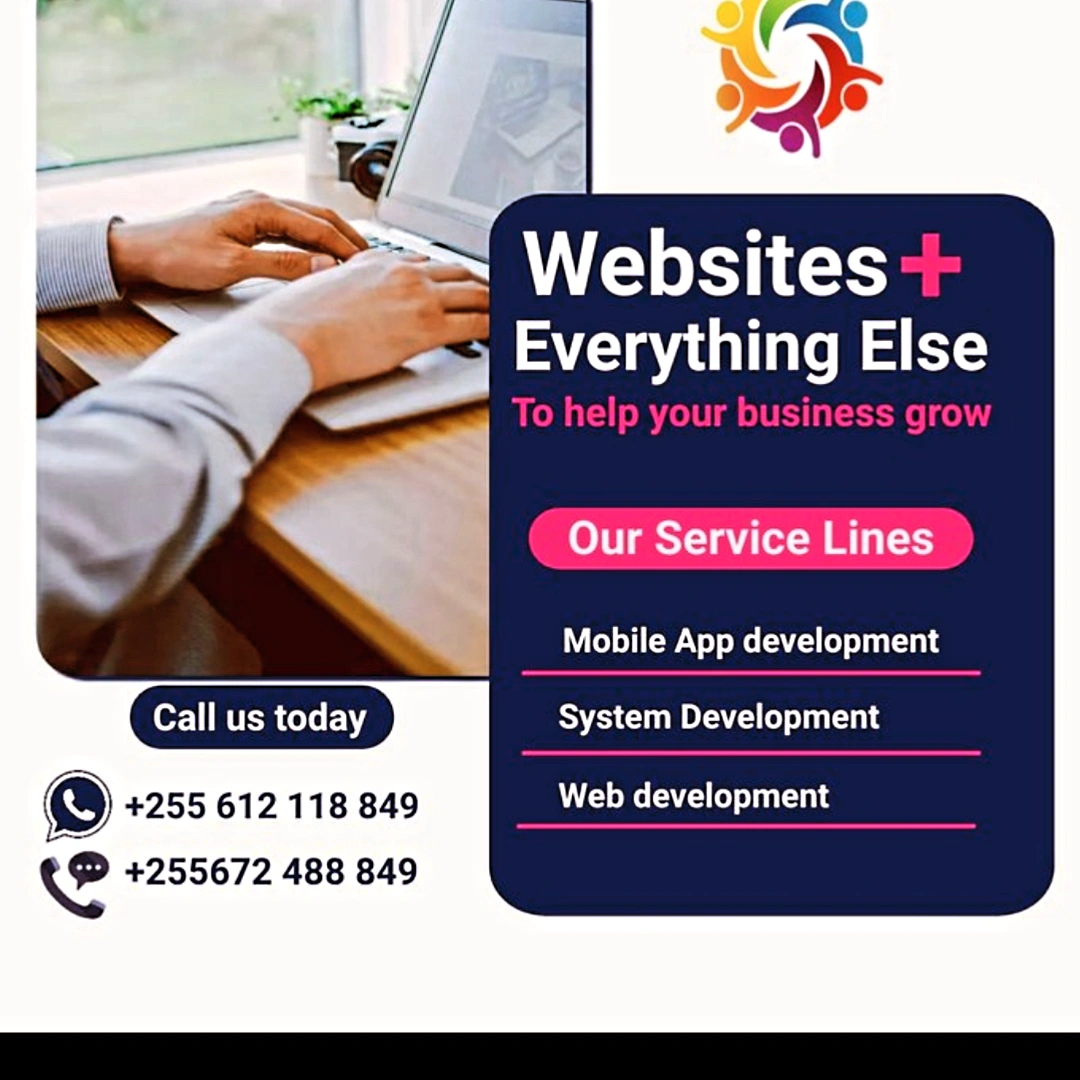 Websites+
Everything Else
To help your business grow
Our Service Lines
Mobile App development
System Development
Web development
Call us today
+255 612 118 849
+255672 488 849